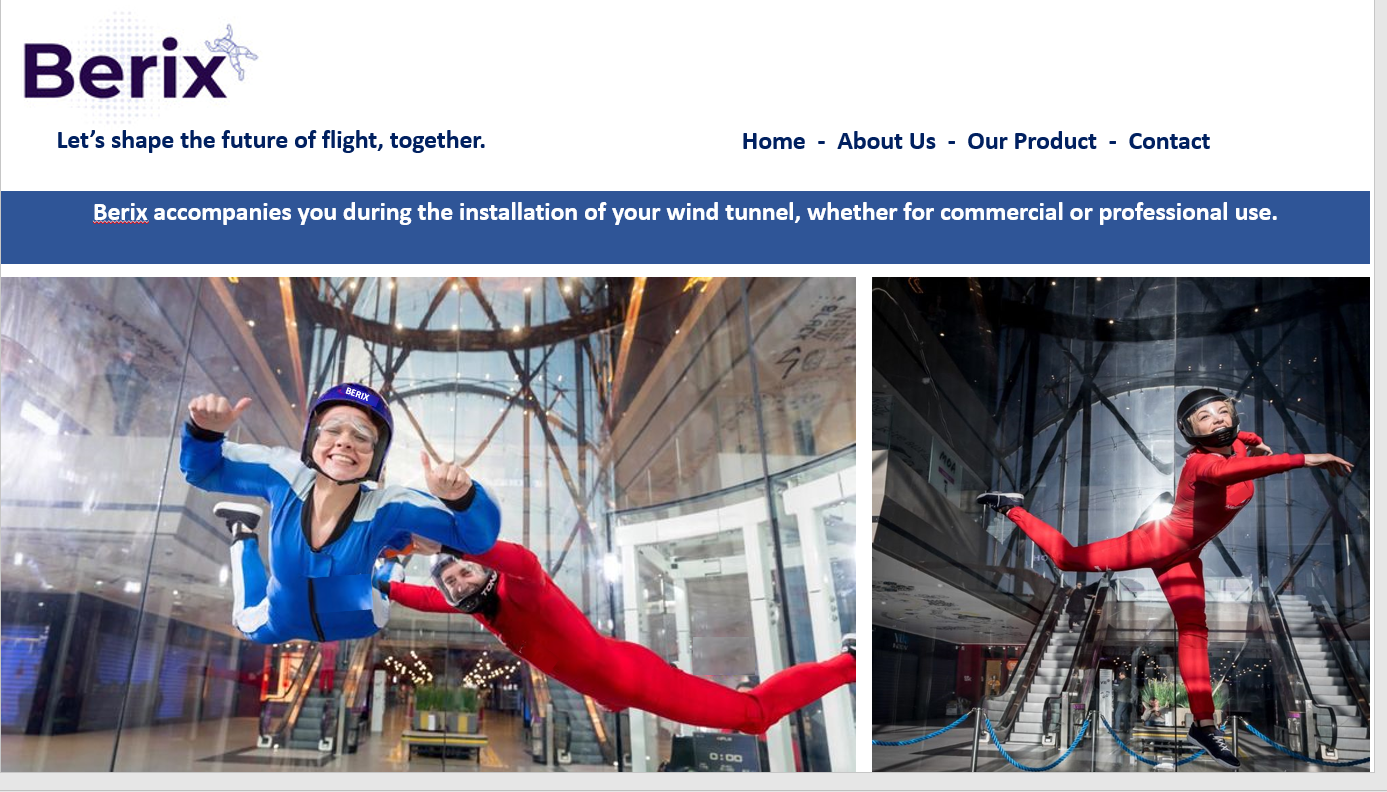 Berix
Let's shape the future of flight, together.
Home - About Us - Our Product - Contact
Berix accompanies you during the installation of your wind tunnel, whether for commercial or professional use.
BERIX
MOA
0:00